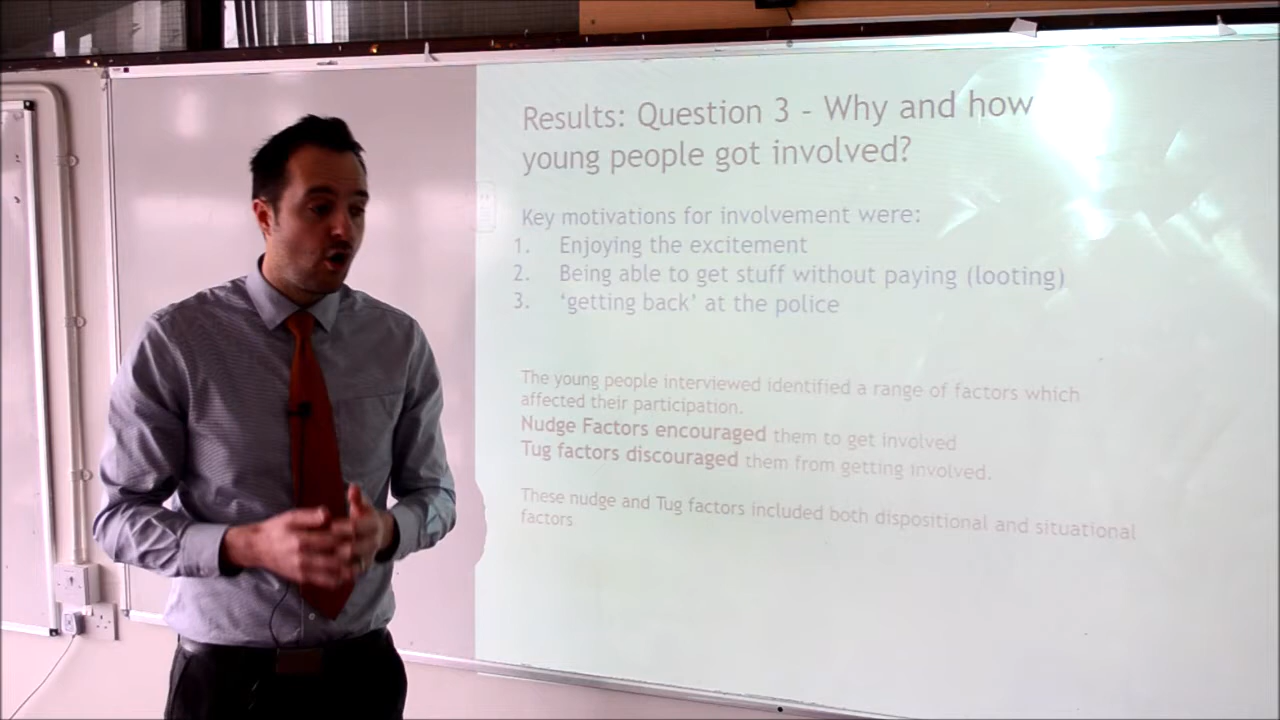 Results: Question 3 - Why and how
young people got involved?
Key motivations for involvement were:
1. Enjoying the excitement
2. Being able to get stuff without paying (looting)
3. ‘getting back’ at the police
The young people interviewed identified a range of factors which
affected their participation.
Nudge Factors encouraged them to get involved
Tug factors discouraged them from getting involved.
These nudge and Tug factors included both dispositional and situational
factors